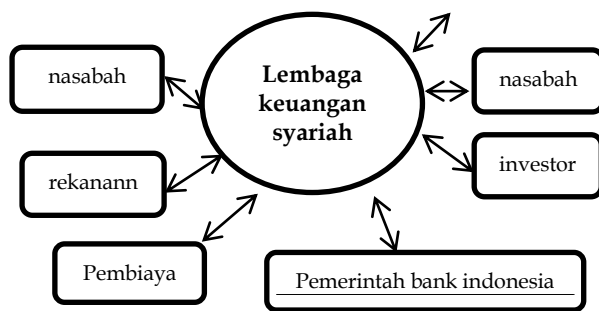 Lembaga
keuangan
syariah
nasabah
nasabah
rekanann
investor
Pembiaya
Pemerintah bank indonesia